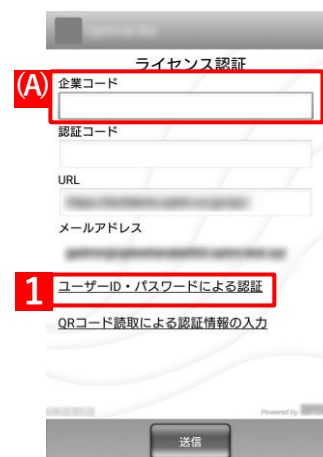 ライセンス認証
(A)
企業コード
認証コード
URL
メールアドレス
1
ユーザーID・パスワードによる認証
QRコード読取による認証情報の入力
Powered by
送信